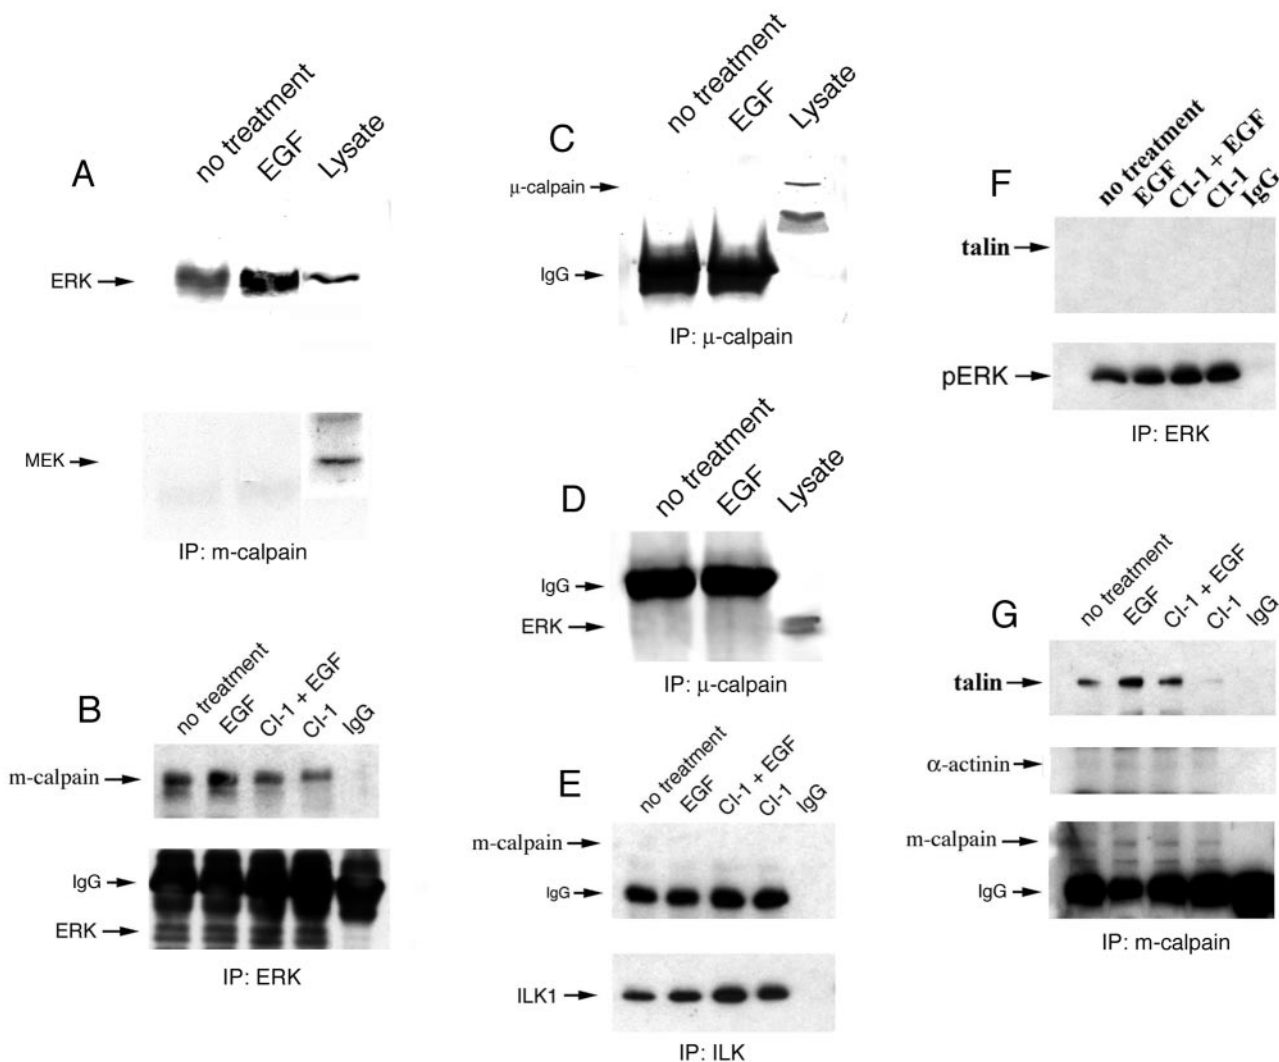 A
no treatment
EGF
Lysate
ERK
MEK
IP: m-calpain
B
no treatment
EGF
CI-1 + EGF
CI-1
IgG
m-calpain
IgG
ERK
IP: ERK
C
no treatment
EGF
Lysate
μ-calpain
IgG
IP: μ-calpain
D
no treatment
EGF
Lysate
IgG
ERK
IP: μ-calpain
E
no treatment
EGF
CI-1 + EGF
CI-1
IgG
m-calpain
IgG
ILK1
IP: ILK
F
no treatment
EGF
CI-1 + EGF
CI-1
IgG
talin
pERK
IP: ERK
G
no treatment
EGF
CI-1 + EGF
CI-1
IgG
talin
α-actinin
m-calpain
IgG
IP: m-calpain